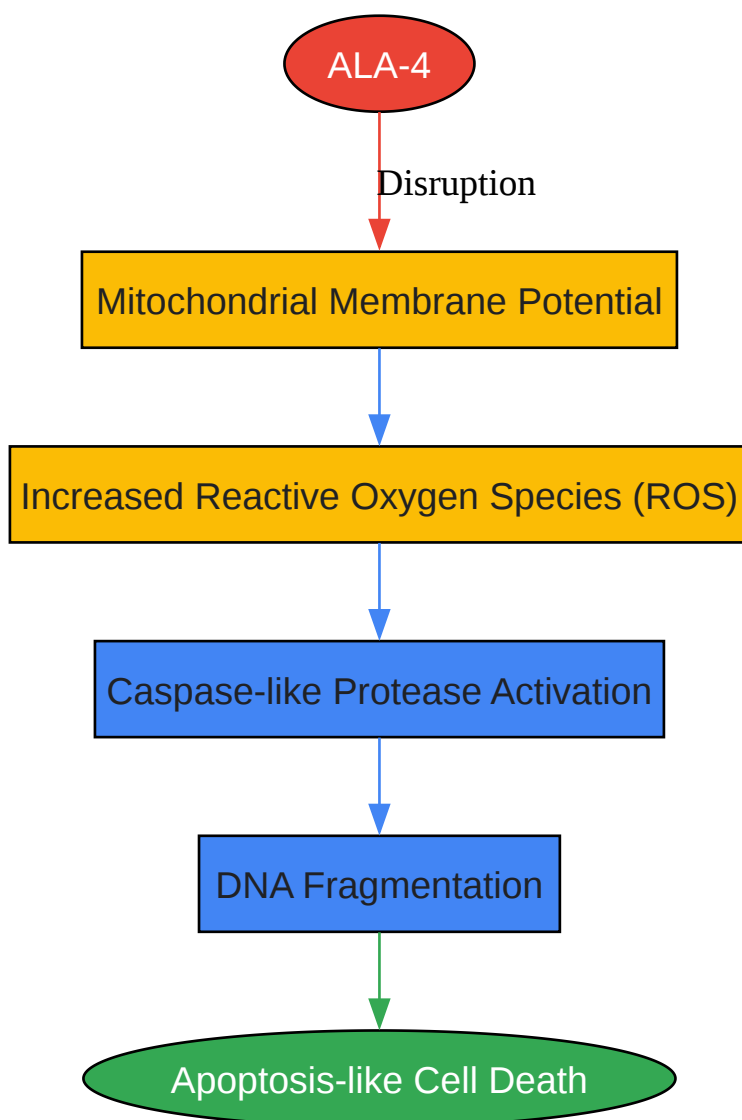 ALA-4
Disruption
Mitochondrial Membrane Potential
Increased Reactive Oxygen Species (ROS)
Caspase-like Protease Activation
DNA Fragmentation
Apoptosis-like Cell Death